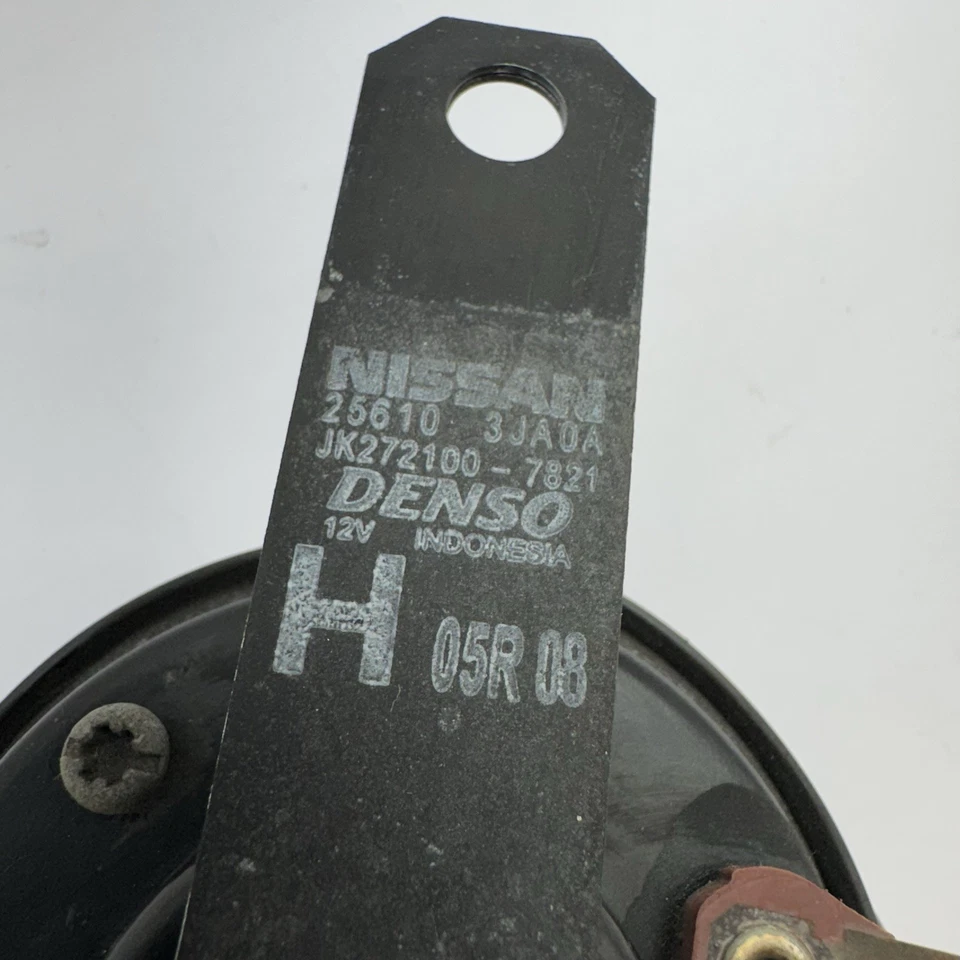 NISSAN
25610 3JA0A
JK272100-7821
DENSO
12V INDONESIA
H 05R 08